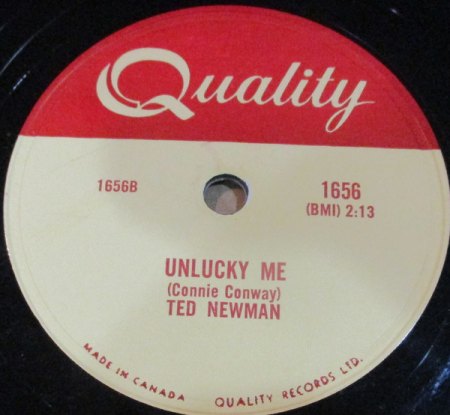 Quality
1656B
1656
(BMI) 2:13
UNLUCKY ME
(Connie Conway)
TED NEWMAN
MADE IN CANADA QUALITY RECORDS LTD.